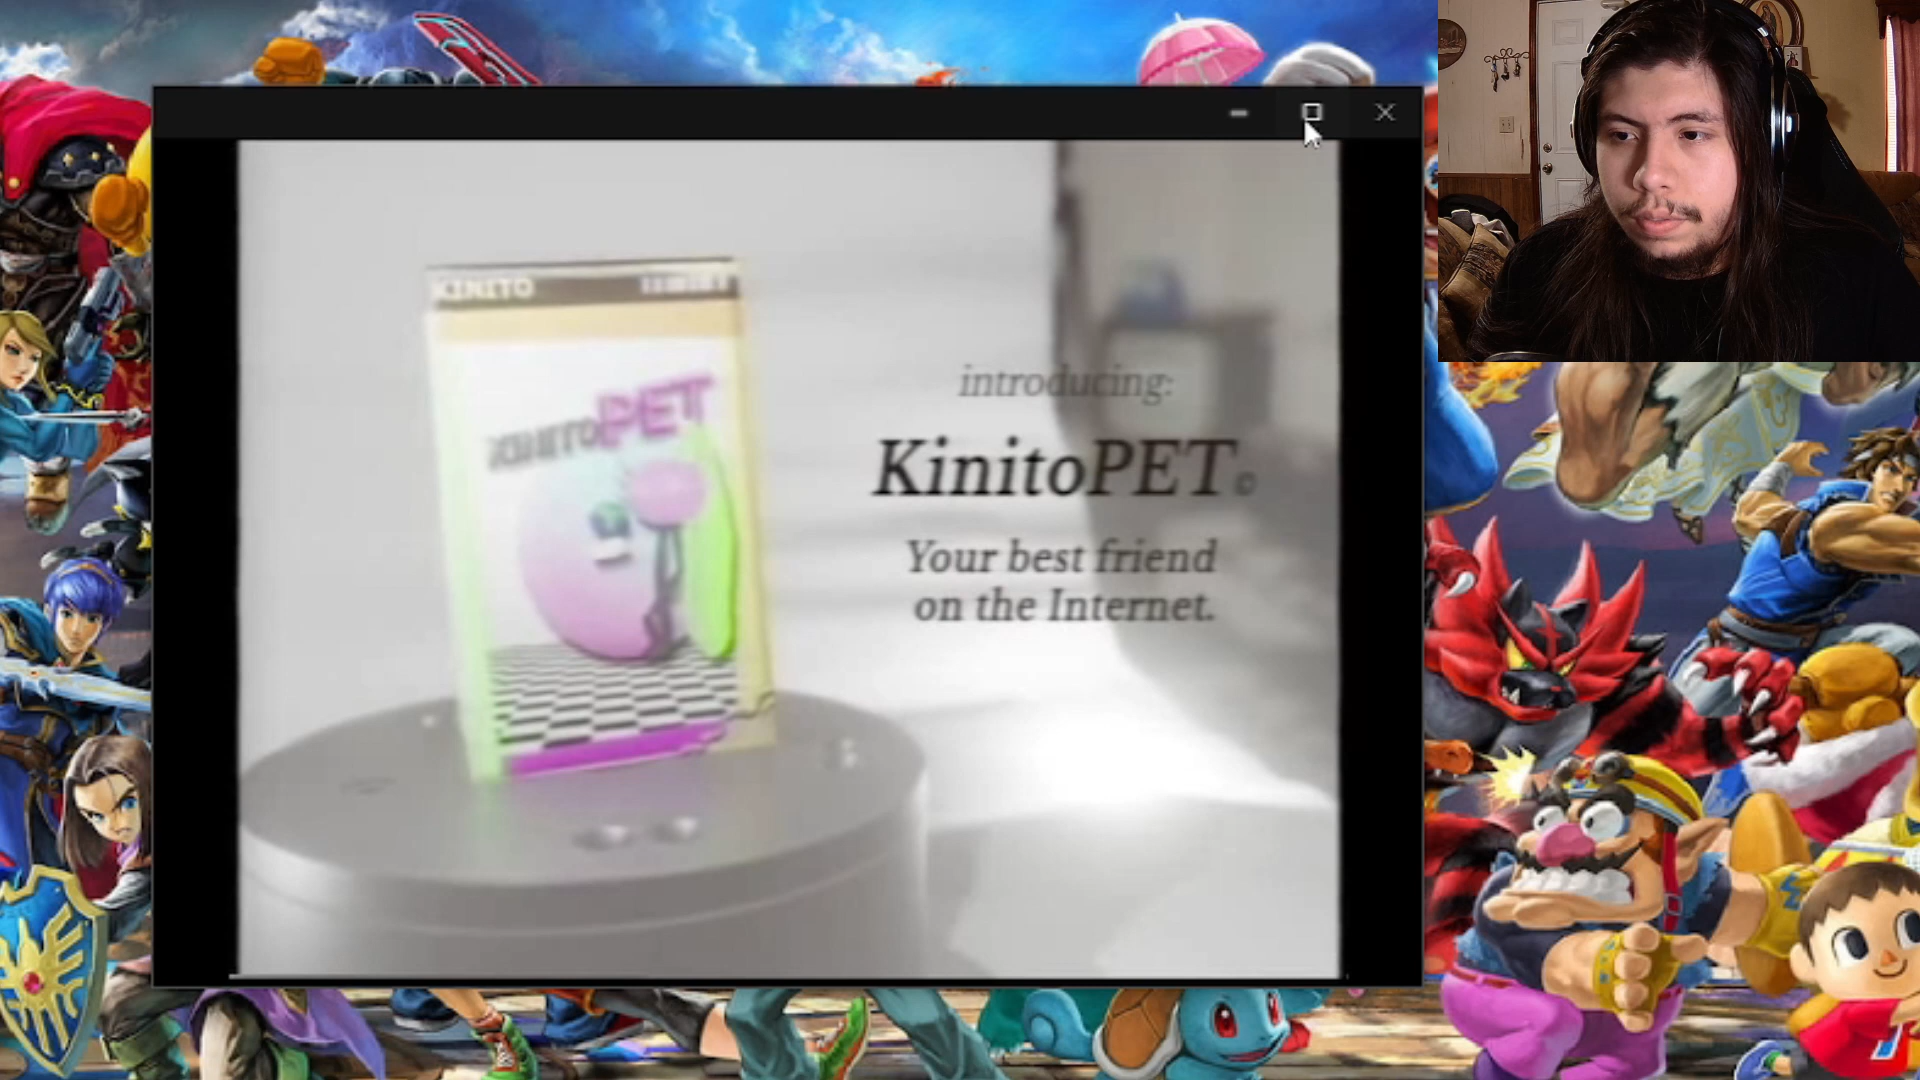 KINITO
KINITOPET
introducing:
KinitoPET©
Your best friend
on the Internet.